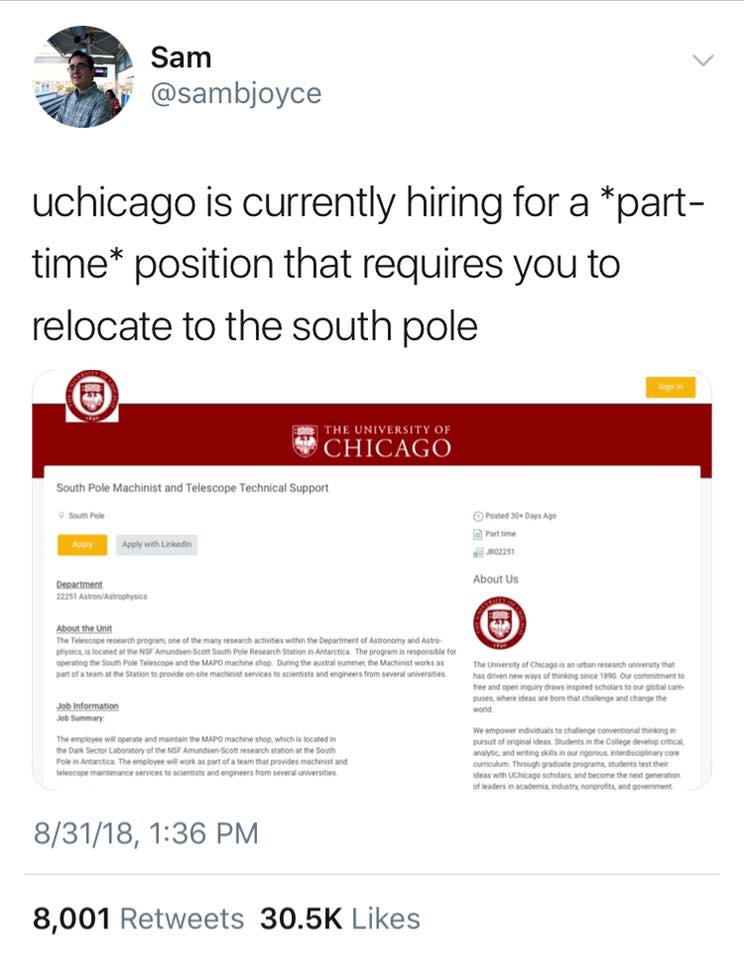 Sam
@sambjoyce
uchicago is currently hiring for a *part-
time* position that requires you to
relocate to the south pole
Sign In
THE UNIVERSITY OF
CHICAGO
South Pole Machinist and Telescope Technical Support
South Pole
Apply
Apply with LinkedIn
Department
22251 Astron/Astrophysics
About the Unit
The Telescope research program, one of the many research activities within the Department of Astronomy and Astro-
physics, is located at the NSF Amundsen-Scott South Pole Research Station in Antarctica. The program is responsible for
operating the South Pole Telescope and the MAPO machine shop. During the austral summer, the Machinist works as
part of a team at the Station to provide on-site machinist services to scientists and engineers from several universities.
Job Information
Job Summary:
The employee will operate and maintain the MAPO machine shop, which is located in
the Dark Sector Laboratory of the NSF Amundsen-Scott research station at the South
Pole in Antarctica. The employee will work as part of a team that provides machinist and
telescope maintenance services to scientists and engineers from several universities.
Posted 30+ Days Ago
Part time
JR02251
About Us
The University of Chicago is an urban research university that
has driven new ways of thinking since 1890. Our commitment to
free and open inquiry draws inspired scholars to our global cam-
puses, where ideas are born that challenge and change the
world.
We empower individuals to challenge conventional thinking in
pursuit of original ideas. Students in the College develop critical,
analytic, and writing skills in our rigorous, interdisciplinary core
curriculum. Through graduate programs, students test their
ideas with UChicago scholars, and become the next generation
of leaders in academia, industry, nonprofits, and government.
8/31/18, 1:36 PM
8,001 Retweets 30.5K Likes